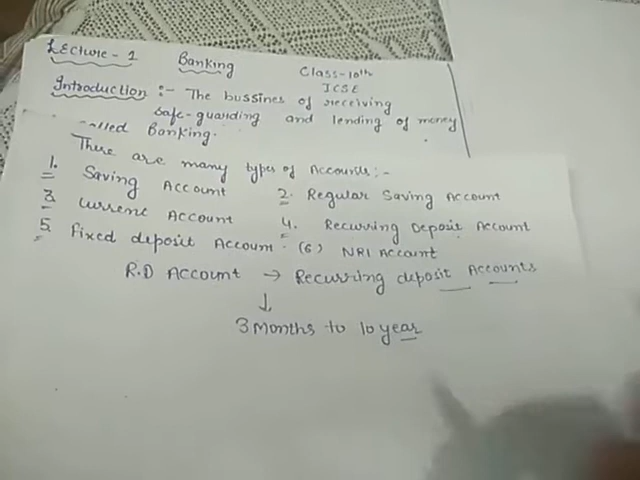 Lecture-1 Banking Class-10th
ICSE
Introduction :- The bussines of receiving
safe-guarding and lending of money
called Banking.
There are many types of Accounts:-
1. Saving Account 2. Regular Saving Account
3. Current Account 4. Recurring Deposit Account
5. Fixed deposit Account. (6) NRI Account
R.D Account → Recurring deposit Accounts
↓
3 Months to 10 year